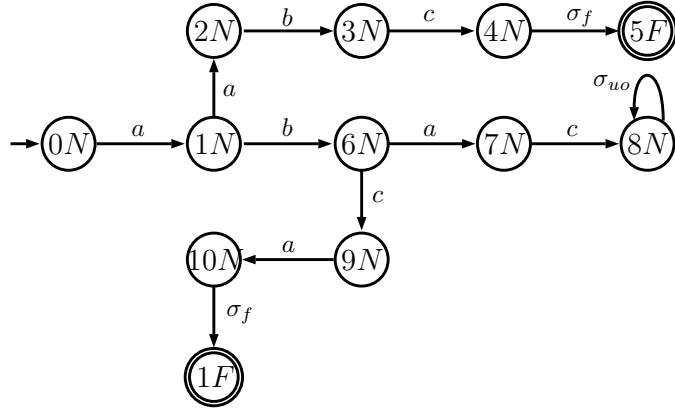 2N b 3N c 4N σ_f 5F
a σ_uo
0N a 1N b 6N a 7N c 8N
c
10N a 9N
σ_f
1F